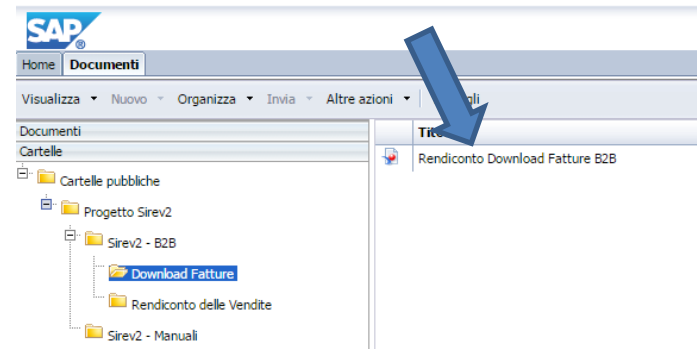 SAP®
Home Documenti
Visualizza Nuovo Organizza Invia Altre azioni
Documenti
Cartelle
Rendiconto Download Fatture B2B
Cartelle pubbliche
Progetto Sirev2
Sirev2 - B2B
Download Fatture
Rendiconto delle Vendite
Sirev2 - Manuali